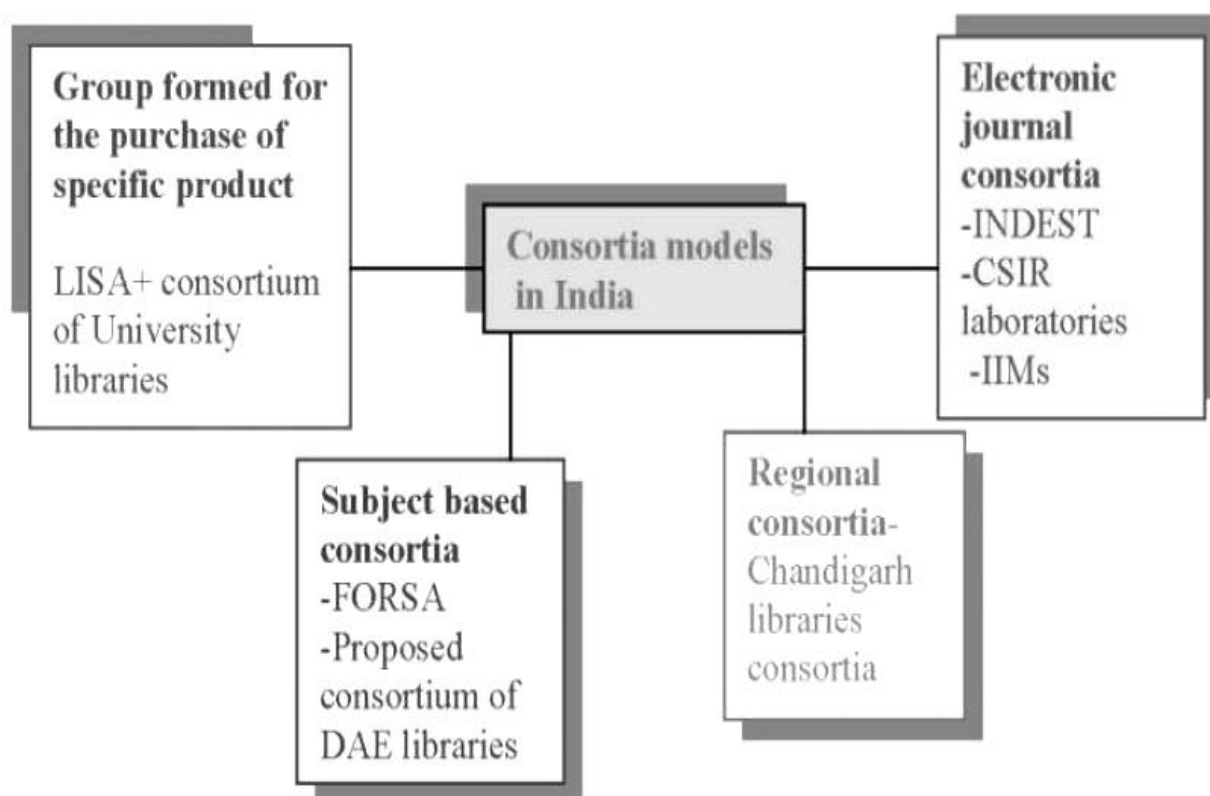 Group formed for
the purchase of
specific product
LISA+ consortium
of University
libraries
Consortia models
in India
Electronic
journal
consortia
-INDEST
-CSIR
laboratories
-IIMs
Subject based
consortia
-FORSA
-Proposed
consortium of
DAE libraries
Regional
consortia-
Chandigarh
libraries
consortia